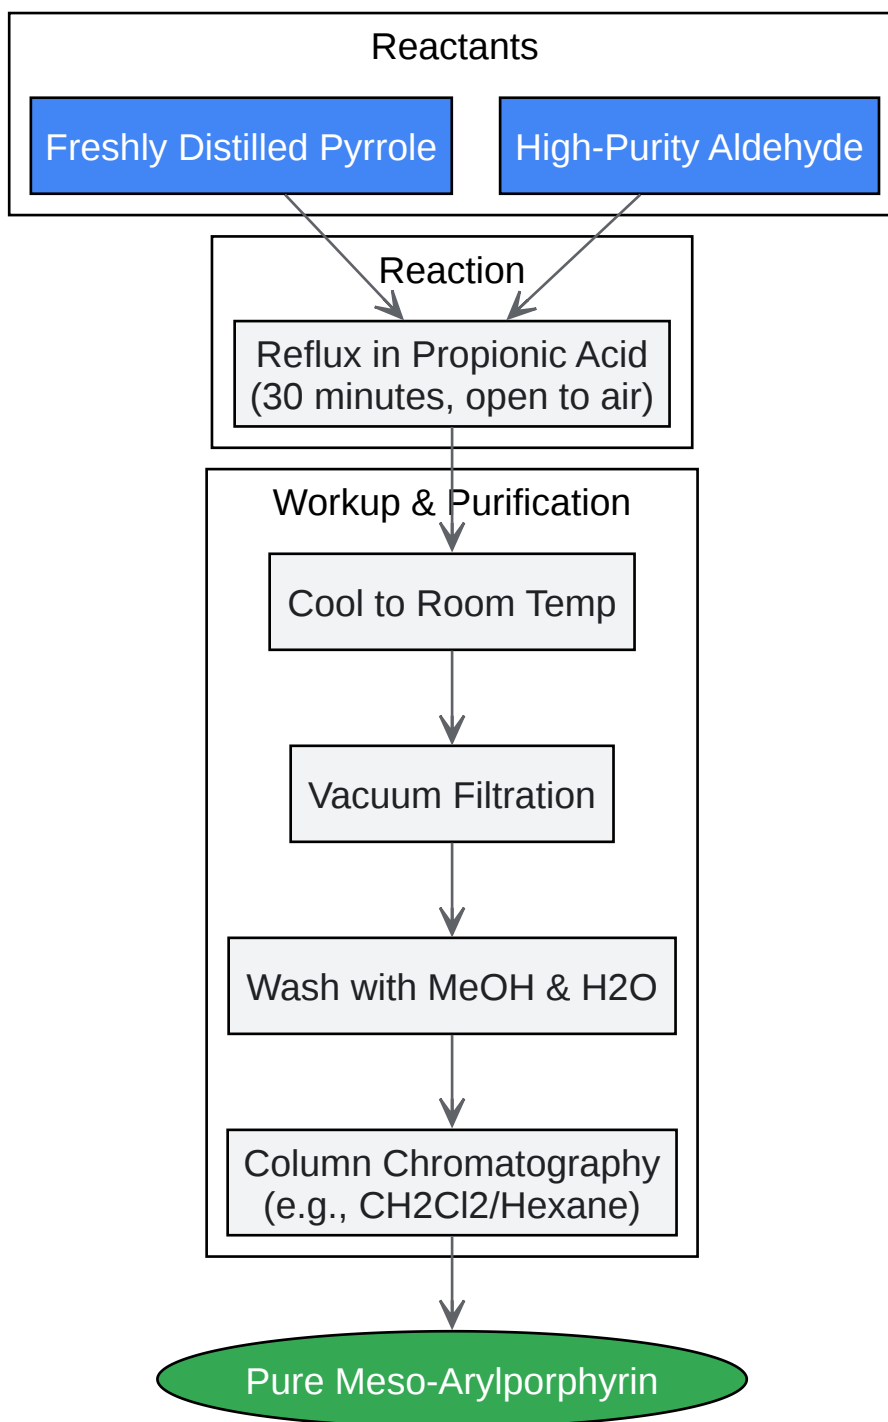 Reactants
Freshly Distilled Pyrrole
High-Purity Aldehyde
Reaction
Reflux in Propionic Acid
(30 minutes, open to air)
Workup & Purification
Cool to Room Temp
Vacuum Filtration
Wash with MeOH & H2O
Column Chromatography
(e.g., CH2Cl2/Hexane)
Pure Meso-Arylporphyrin